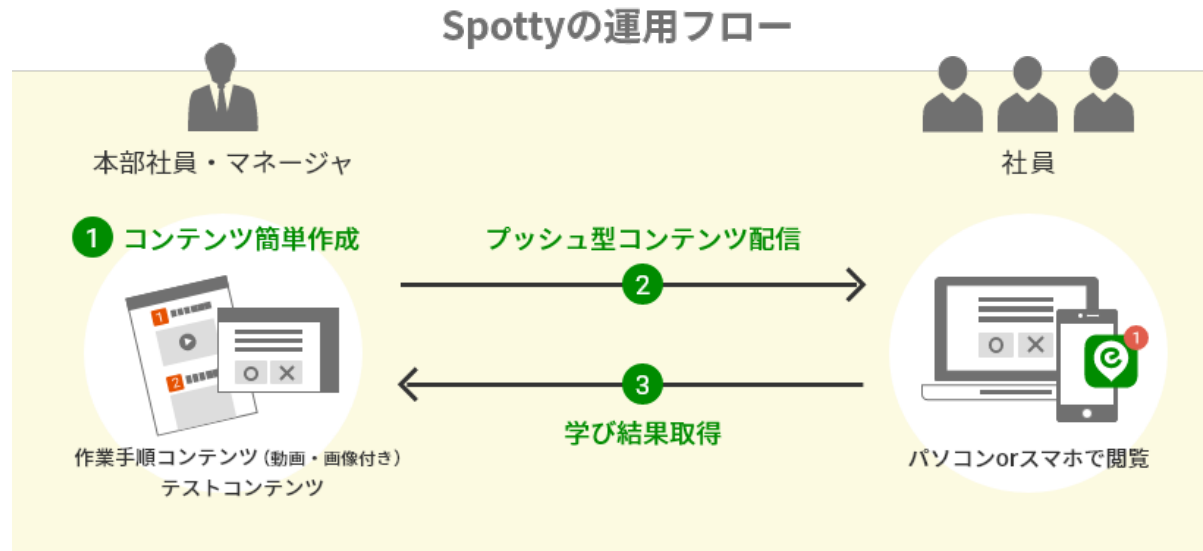 Spottyの運用フロー
本部社員・マネージャ
社員
1 コンテンツ簡単作成
プッシュ型コンテンツ配信
2
1
2
3
学び結果取得
1
作業手順コンテンツ（動画・画像付き）
テストコンテンツ
パソコンorスマホで閲覧